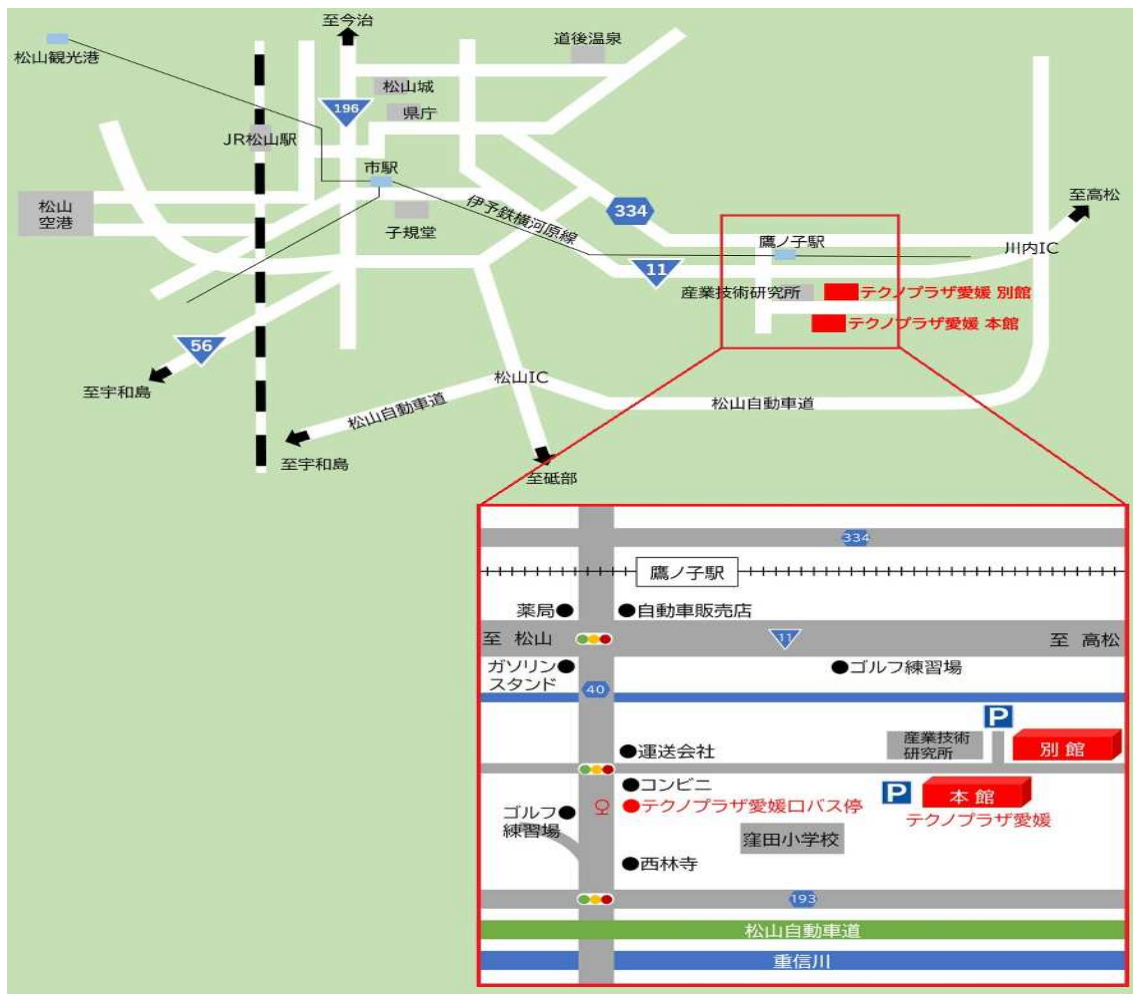 至今治
道後温泉
松山観光港
松山城
196
県庁
JR松山駅
市駅
至高松
松山
空港
334
伊予鉄横河原線
子規堂
鷹ノ子駅
川内IC
11
産業技術研究所
テクノプラザ愛媛 別館
テクノプラザ愛媛 本館
56
松山IC
至宇和島
松山自動車道
松山自動車道
至宇和島
至砥部
334
鷹ノ子駅
薬局
自動車販売店
至 松山
11
至 高松
ガソリン
スタンド
ゴルフ練習場
40
P
産業技術
研究所
別館
運送会社
コンビニ
P
本館
テクノプラザ愛媛口バス停
テクノプラザ愛媛
ゴルフ
練習場
窪田小学校
西林寺
193
松山自動車道
重信川